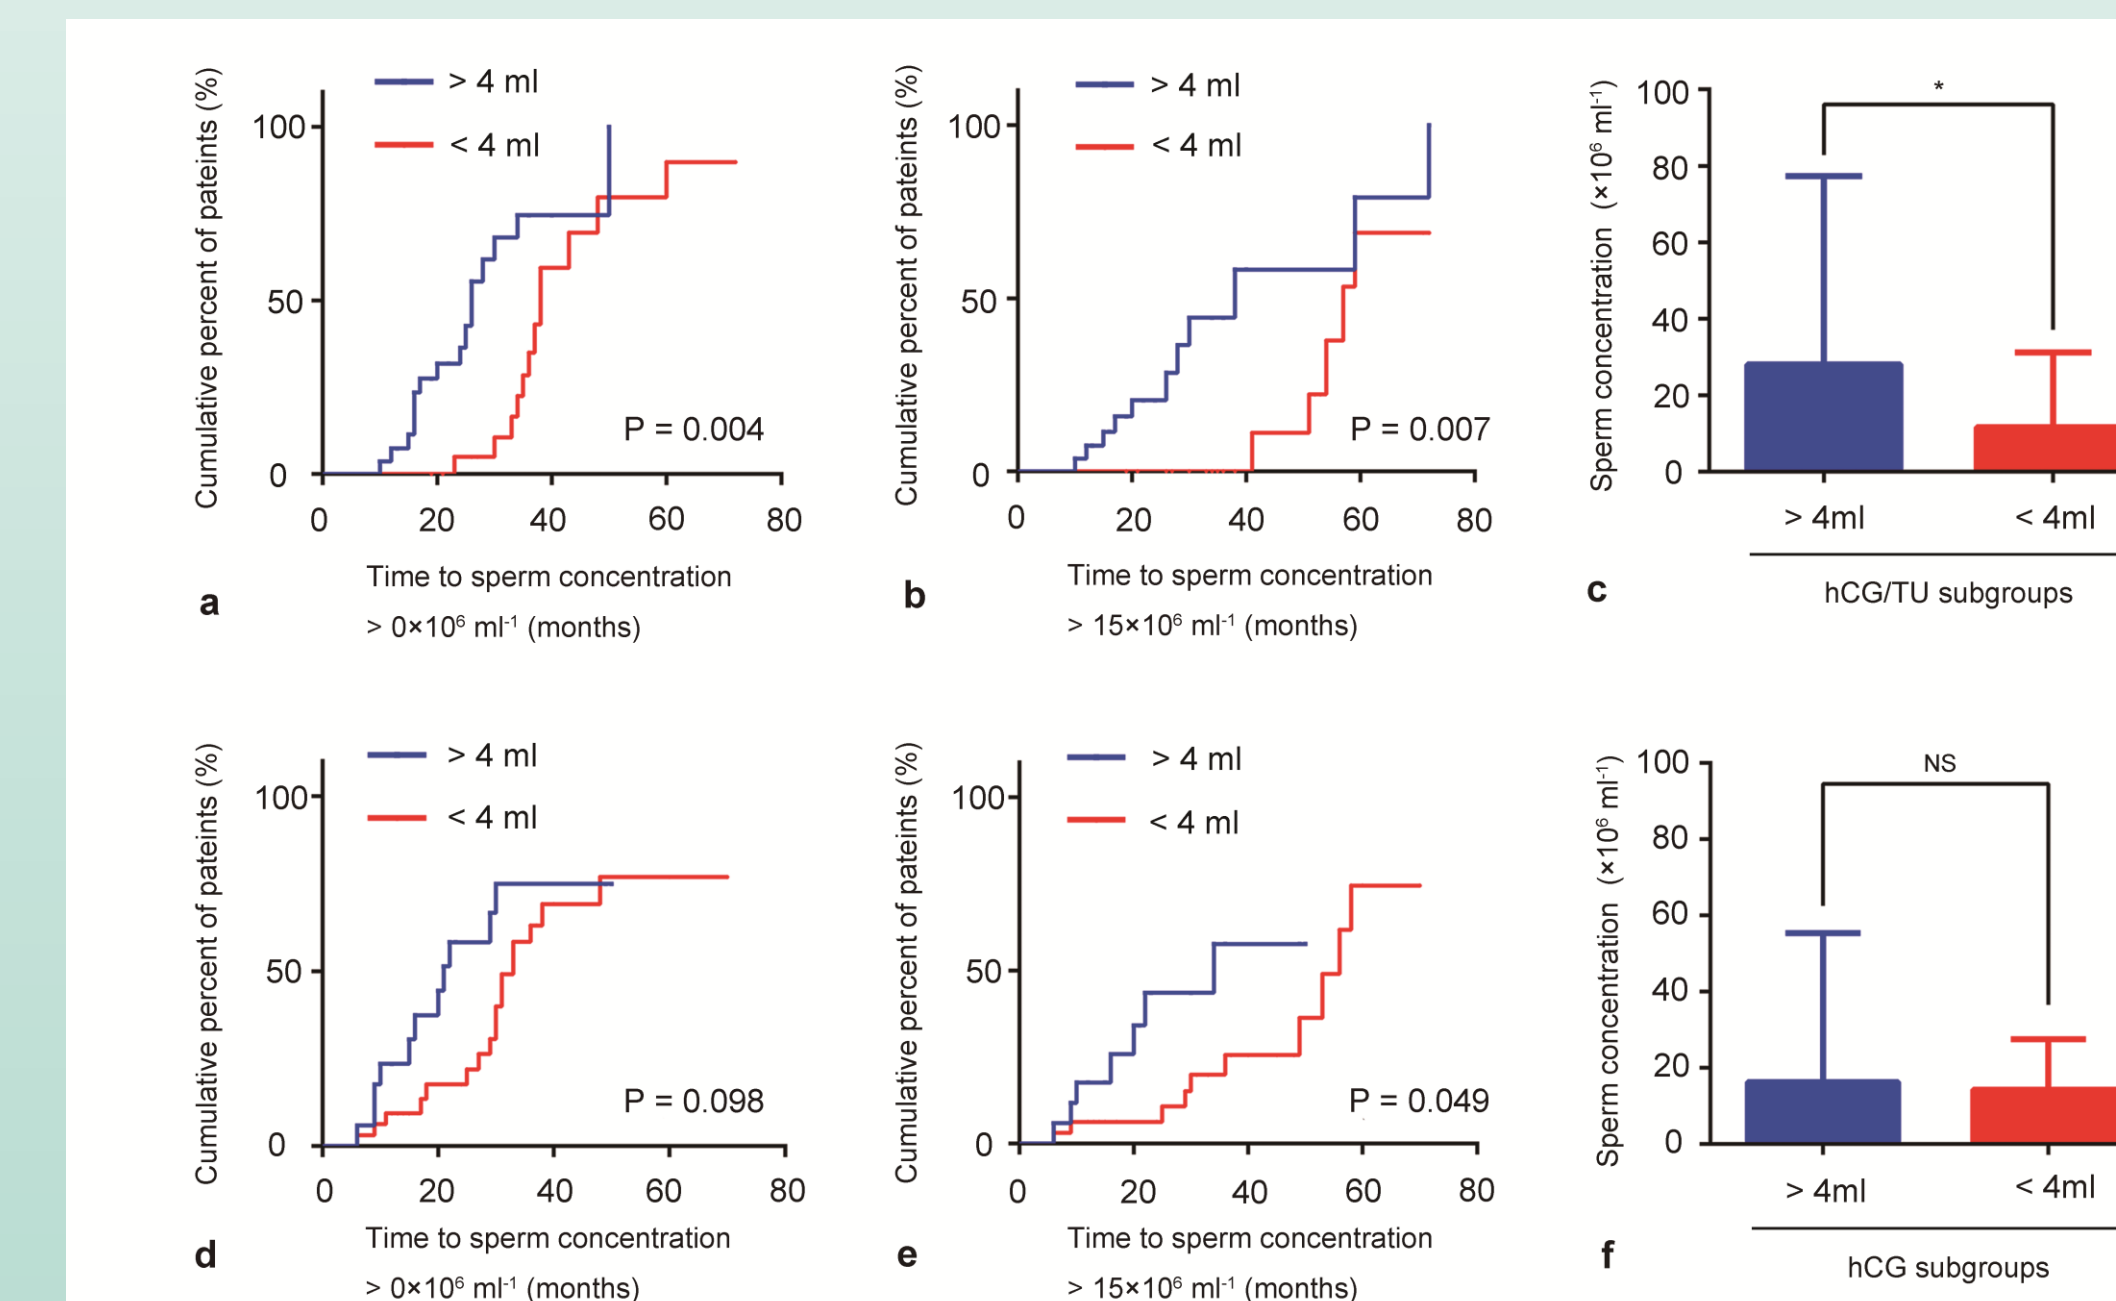 Cumulative percent of pateints (%)
> 4 ml
< 4 ml
100
50
0
P = 0.004
0 20 40 60 80
Time to sperm concentration
> 0×10⁶ ml⁻¹ (months)
a
Cumulative percent of pateints (%)
> 4 ml
< 4 ml
100
50
0
P = 0.007
0 20 40 60 80
Time to sperm concentration
> 15×10⁶ ml⁻¹ (months)
b
Sperm concentration (×10⁶ ml⁻¹)
100
80
60
40
20
0
*
> 4ml < 4ml
hCG/TU subgroups
c
Cumulative percent of pateints (%)
> 4 ml
< 4 ml
100
50
0
P = 0.098
0 20 40 60 80
Time to sperm concentration
> 0×10⁶ ml⁻¹ (months)
d
Cumulative percent of pateints (%)
> 4 ml
< 4 ml
100
50
0
P = 0.049
0 20 40 60 80
Time to sperm concentration
> 15×10⁶ ml⁻¹ (months)
e
Sperm concentration (×10⁶ ml⁻¹)
100
80
60
40
20
0
NS
> 4ml < 4ml
hCG subgroups
f